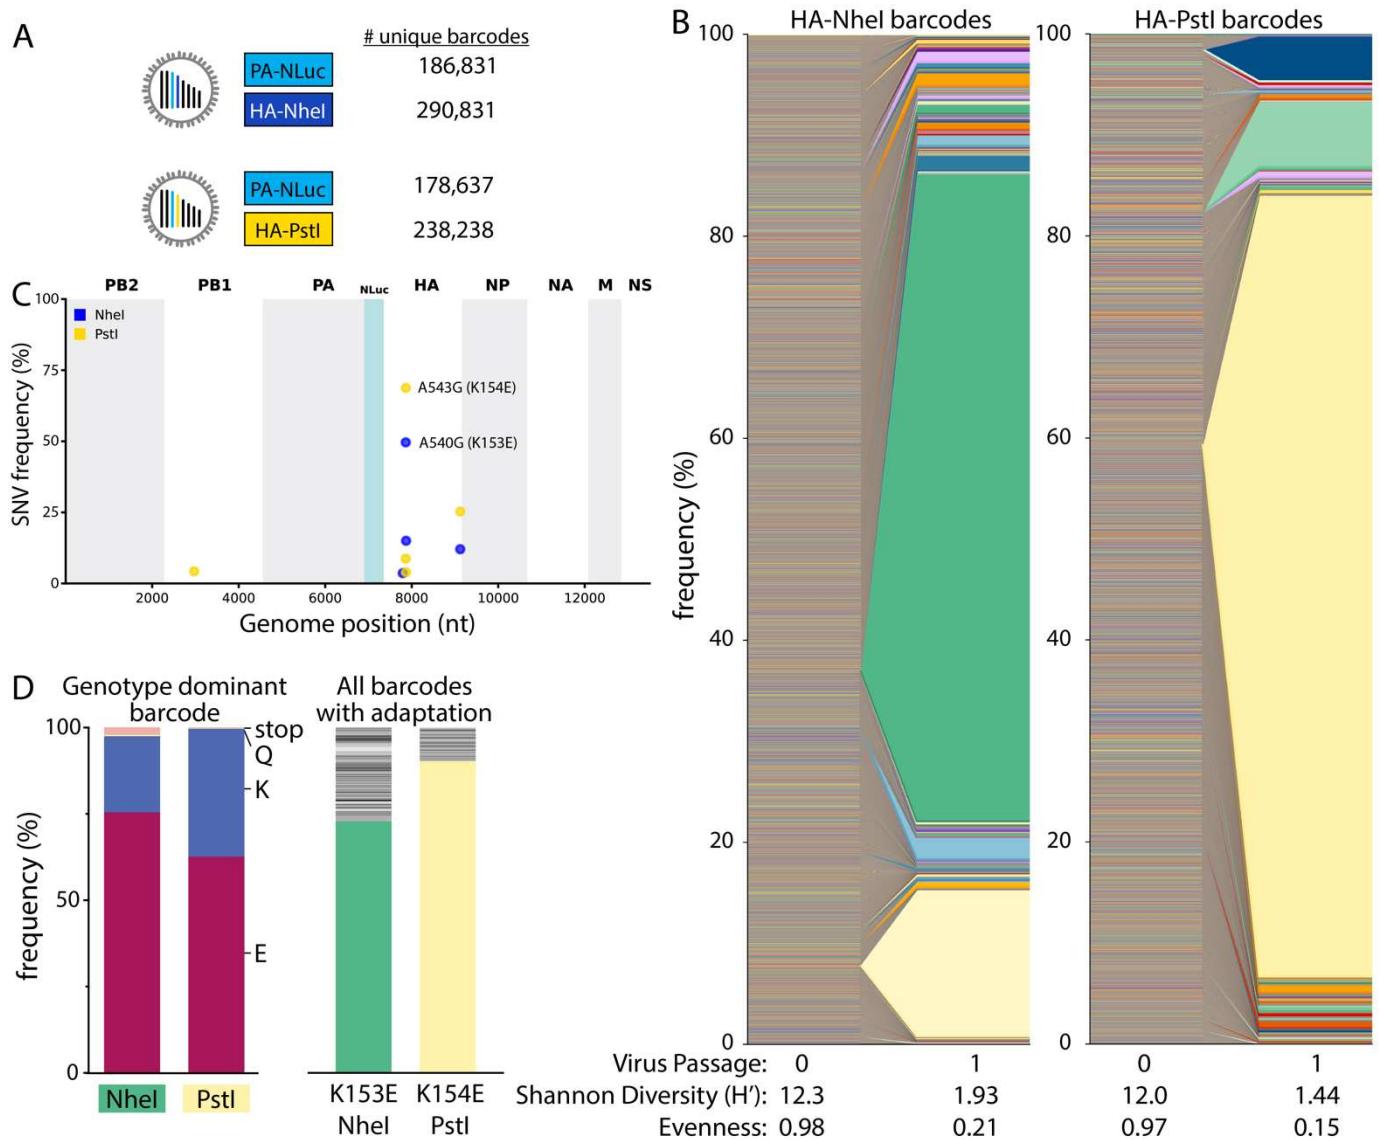 A
# unique barcodes
PA-NLuc 186,831
HA-NheI 290,831
PA-NLuc 178,637
HA-PstI 238,238
B
HA-NheI barcodes
HA-PstI barcodes
frequency (%)
100
80
60
40
20
0
100
80
60
40
20
0
Virus Passage: 0 1 0 1
Shannon Diversity (H'): 12.3 1.93 12.0 1.44
Evenness: 0.98 0.21 0.97 0.15
C
PB2 PB1 PA NLuc HA NP NA M NS
NheI
PstI
SNV frequency (%)
100
75
50
25
0
A543G (K154E)
A540G (K153E)
2000 4000 6000 8000 10000 12000
Genome position (nt)
D
Genotype dominant
barcode
All barcodes
with adaptation
frequency (%)
100
50
0
stop
Q
K
E
NheI PstI
K153E K154E
NheI PstI